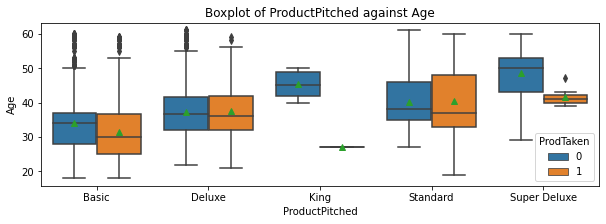 Boxplot of ProductPitched against Age
Age
60
50
40
30
20
Basic
Deluxe
King
Standard
Super Deluxe
ProductPitched
ProdTaken
0
1